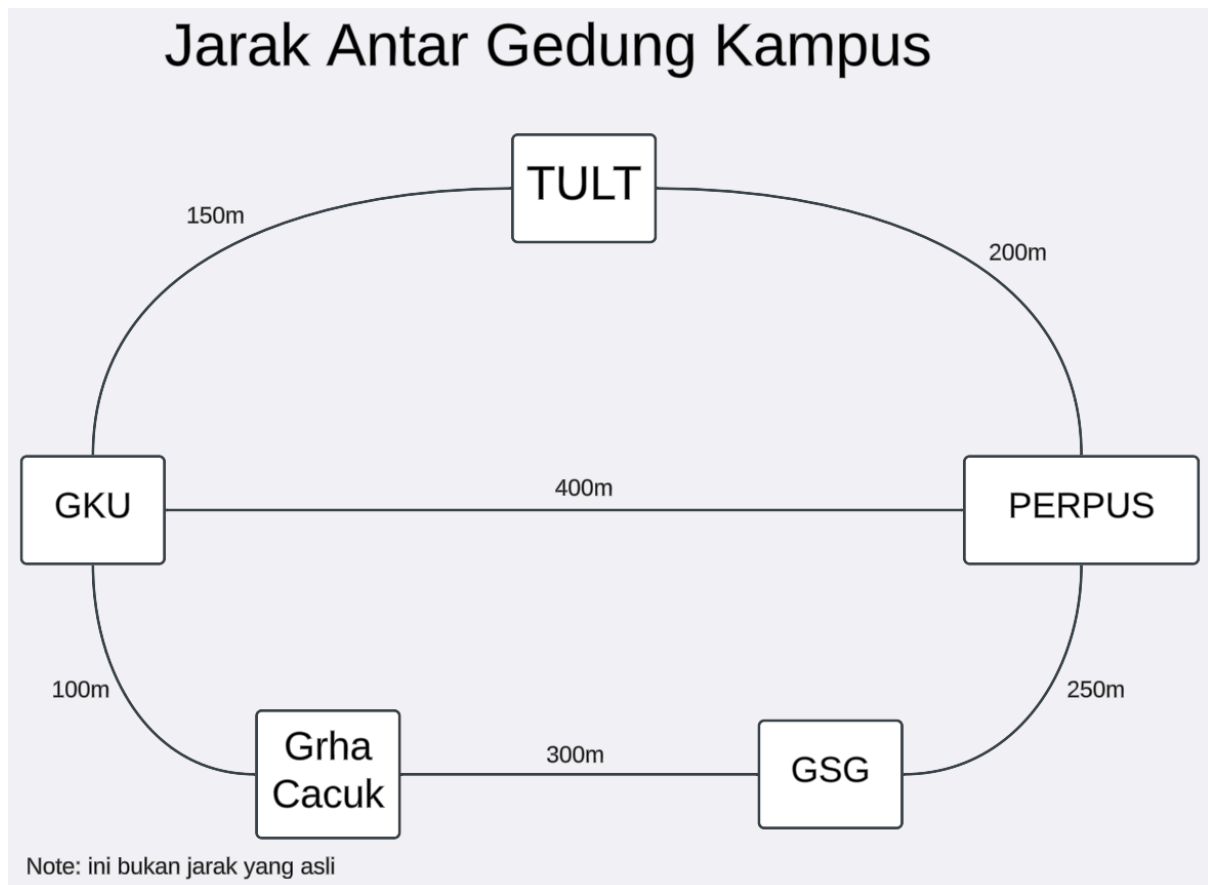 Jarak Antar Gedung Kampus
TULT
150m
200m
GKU
400m
PERPUS
100m
250m
Grha
Cacuk
300m
GSG
Note: ini bukan jarak yang asli